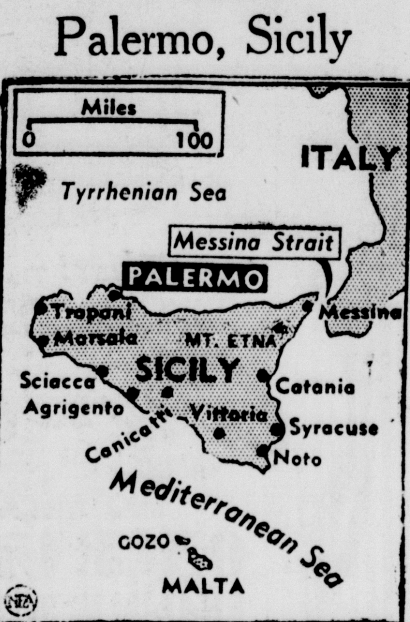 Palermo, Sicily
Miles
0 100
ITALY
Tyrrhenian Sea
Messina Strait
PALERMO
Trapani
Messina
Marsala
MT. ETNA
Sciacca
SICILY
Catania
Agrigento
Vittoria
Canicatti
Syracuse
Noto
Mediterranean Sea
GOZO
MALTA
NEA